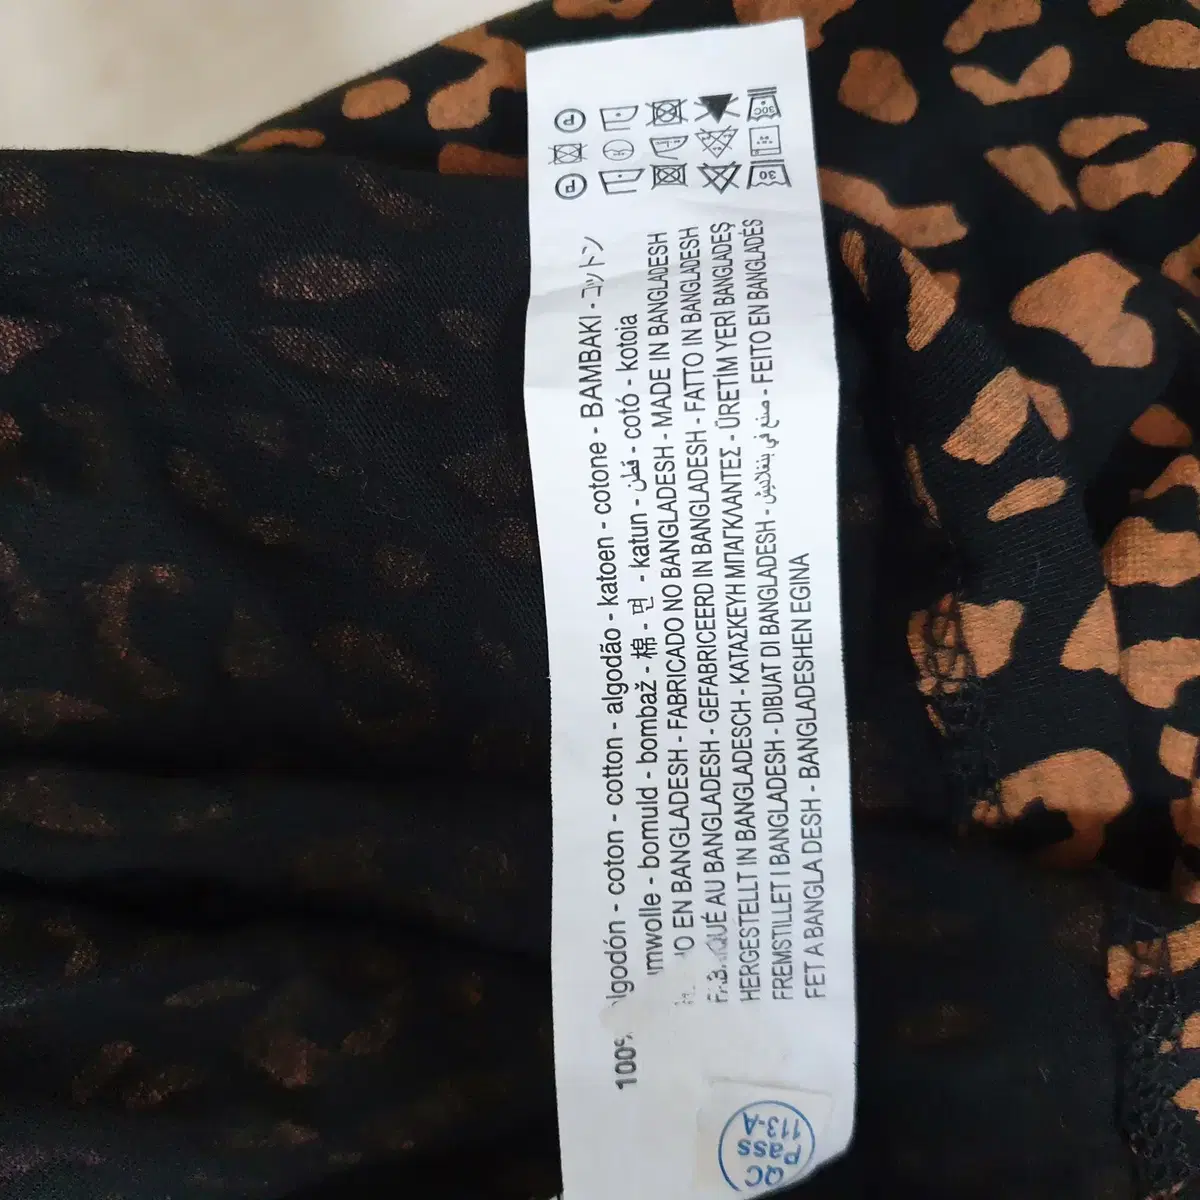 algodón - coton - cotton - algodão - katoen - cotone - BAMBAKI - コットン
bomuld - bombaž - 棉 - 면 - katun - قطن - cotó - kotoia
EN BANGLADESH - FABRICADO NO BANGLADESH - MADE IN BANGLADESH
AU BANGLADESH - GEFABRICEERD IN BANGLADESH - FATTO IN BANGLADESH
HERGESTELLT IN BANGLADESCH - ΚΑΤΑΣΚΕΥΗ ΜΠΑΓΚΛΑΝΤΕΣ - ÜRETİM YERİ BANGLADEŞ
FREMSTILLET I BANGLADESH - DIBUAT DI BANGLADESH - صنع في بنغلاديش - FEITO EN BANGLADÉS
FET A BANGLA DESH - BANGLADESHEN EGINA
QC
Pass
113-A